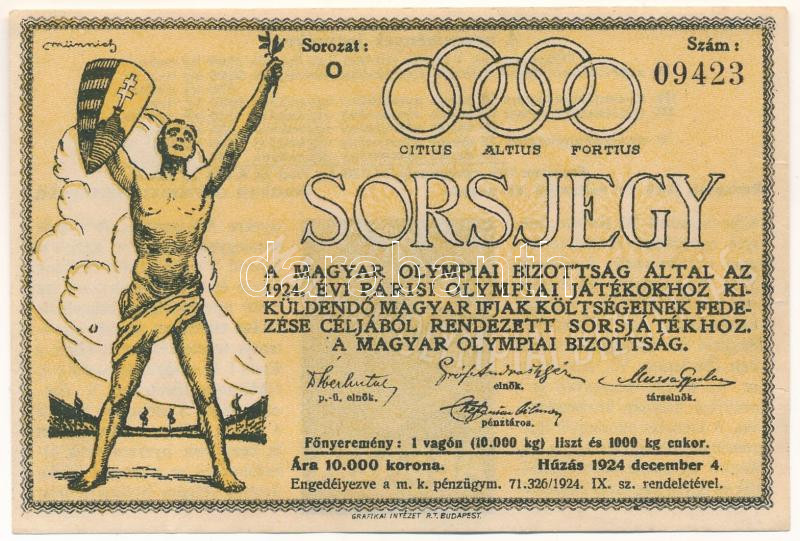 münnich
Sorozat:
O
Szám:
09423
CITIUS ALTIUS FORTIUS
SORSJEGY
A MAGYAR OLYMPIAI BIZOTTSÁG ÁLTAL AZ
1924. ÉVI PÁRISI OLYMPIAI JÁTÉKOKHOZ KI-
KÜLDENDŐ MAGYAR IFJAK KÖLTSÉGEINEK FEDE-
ZÉSE CÉLJÁBÓL RENDEZETT SORSJÁTÉKHOZ.
A MAGYAR OLYMPIAI BIZOTTSÁG.
p.-ü. elnök.
elnök.
társelnök.
pénztáros.
Főnyeremény: 1 vagón (10.000 kg) liszt és 1000 kg cukor.
Ára 10.000 korona. Húzás 1924 december 4.
Engedélyezve a m. k. pénzügym. 71.326/1924. IX. sz. rendeletével.
GRAFIKAI INTÉZET R.T. BUDAPEST.
darabanth.com